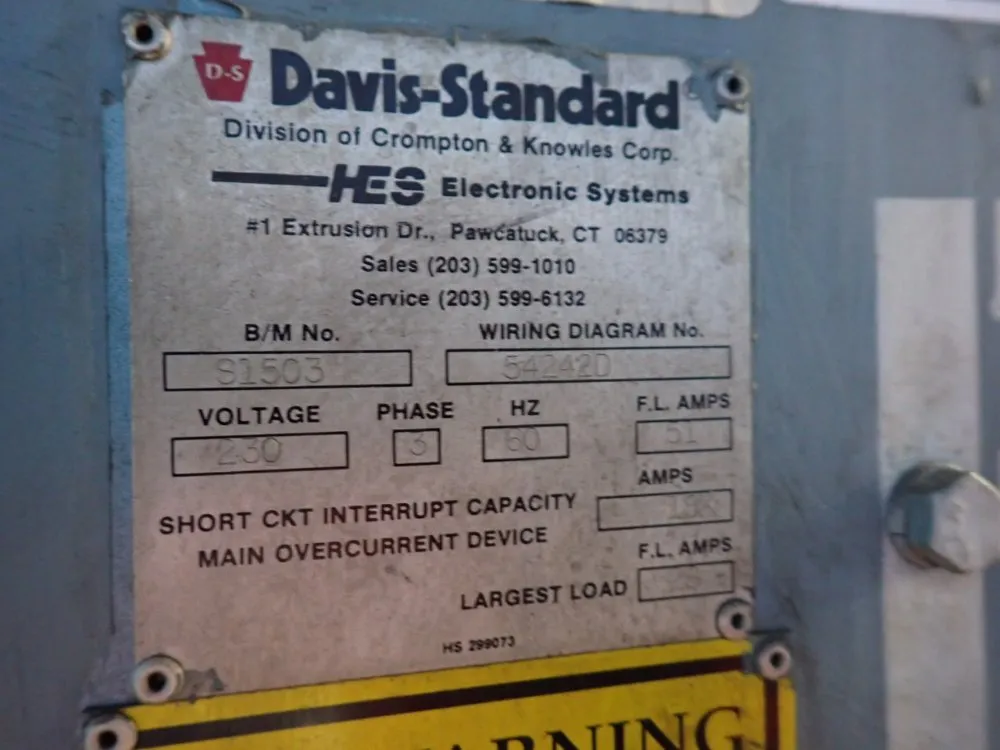 D-S Davis-Standard
Division of Crompton & Knowles Corp.
HES Electronic Systems
#1 Extrusion Dr., Pawcatuck, CT 06379
Sales (203) 599-1010
Service (203) 599-6132
B/M No. WIRING DIAGRAM No.
S1503 54242D
VOLTAGE PHASE HZ F.L. AMPS
230 3 60 51
AMPS
SHORT CKT INTERRUPT CAPACITY
MAIN OVERCURRENT DEVICE
F.L. AMPS
LARGEST LOAD
HS 299073